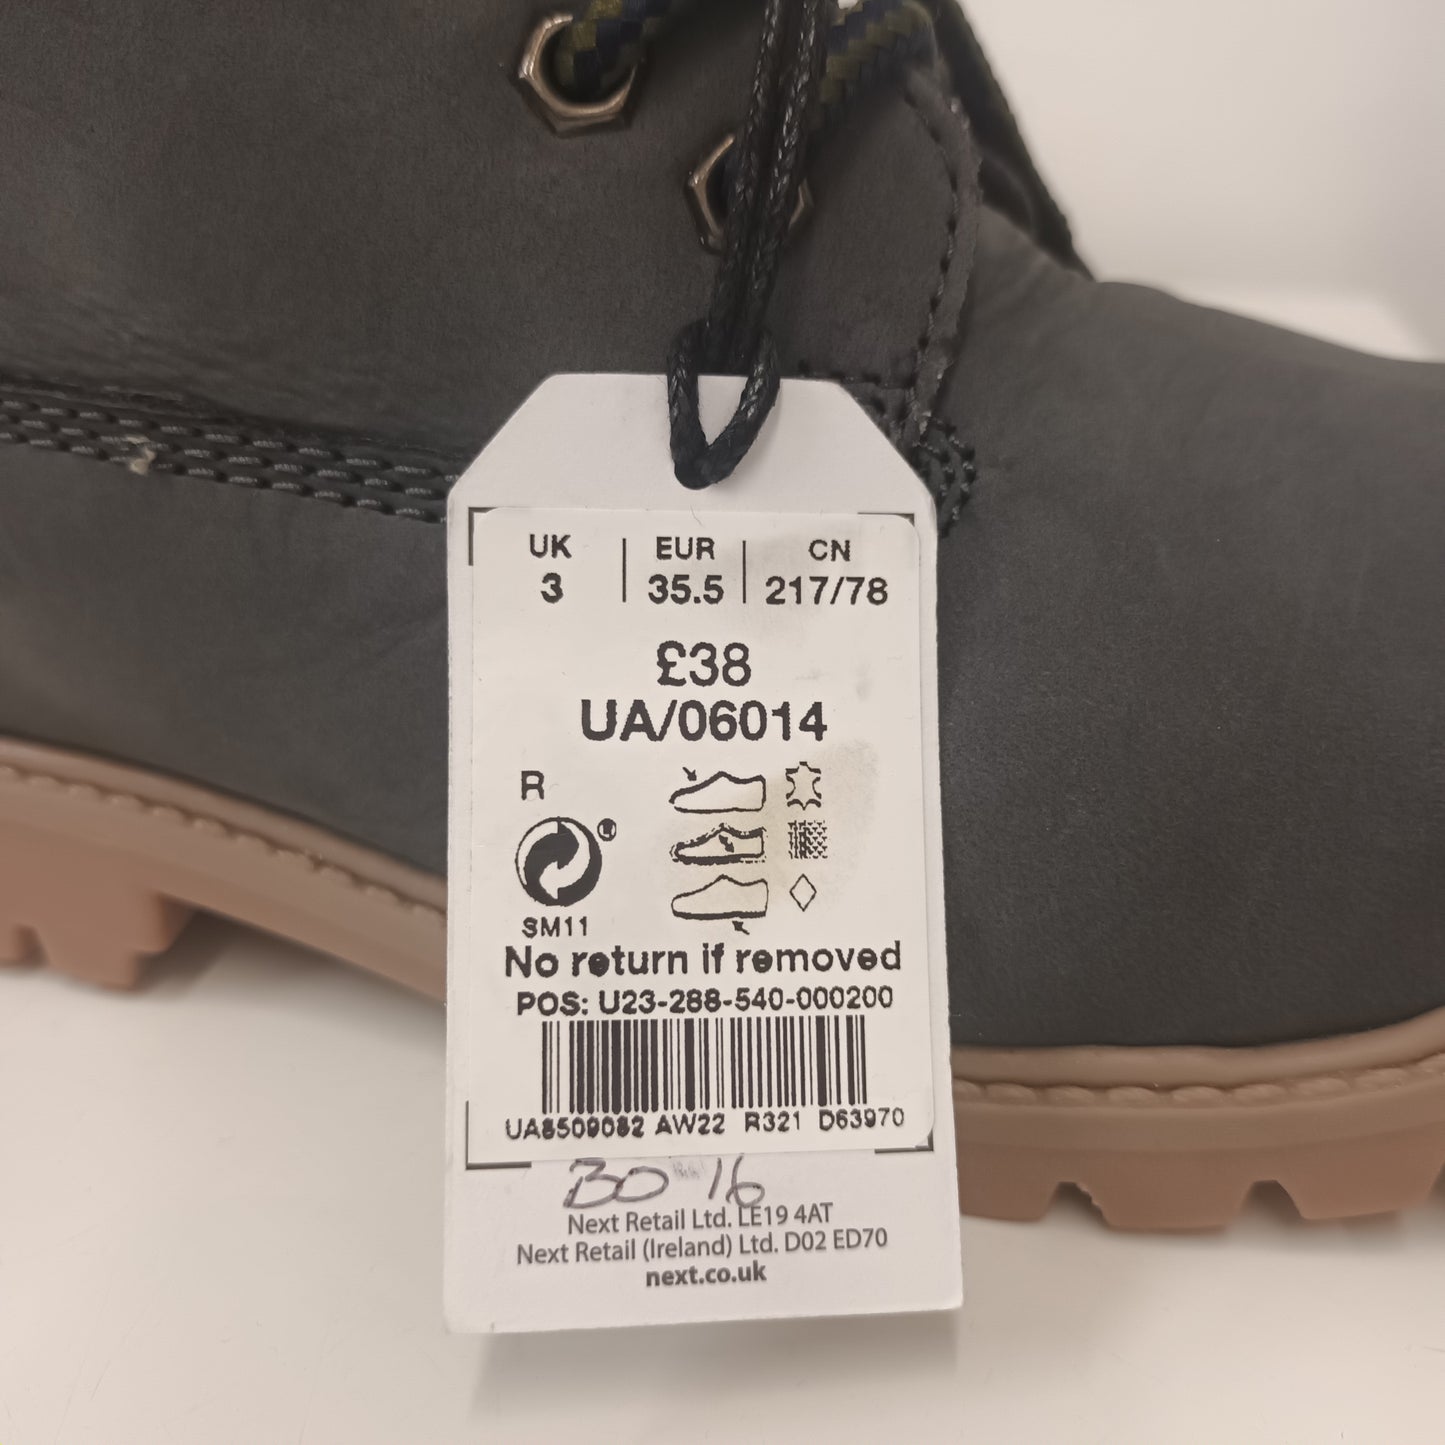 UK | EUR | CN
3 | 35.5 | 217/78
£38
UA/06014
R
®
SM11
No return if removed
POS: U23-288-540-000200
UA8509082 AW22 R321 D63970
BO 16
Next Retail Ltd. LE19 4AT
Next Retail (Ireland) Ltd. D02 ED70
next.co.uk